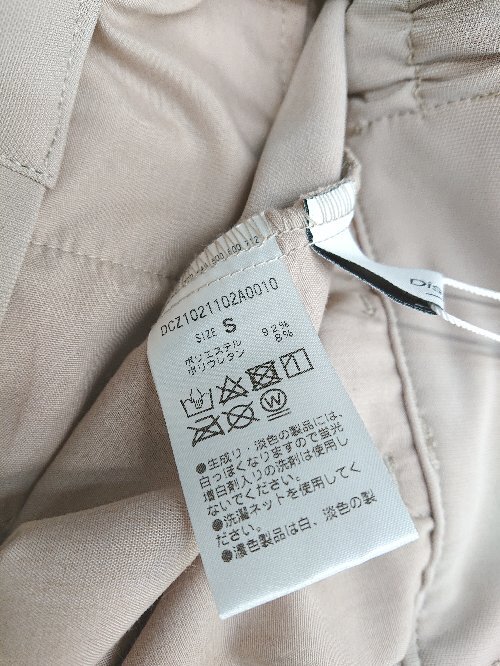 DCZ1021102A0010
SIZE S
ポリエステル 92%
ポリウレタン 8%
W
●生成り・淡色の製品には、
白っぽくなりますので蛍光
増白剤入りの洗剤は使用し
ないでください。
●洗濯ネットを使用してく
ださい。
●濃色製品は白、淡色の製
Dis